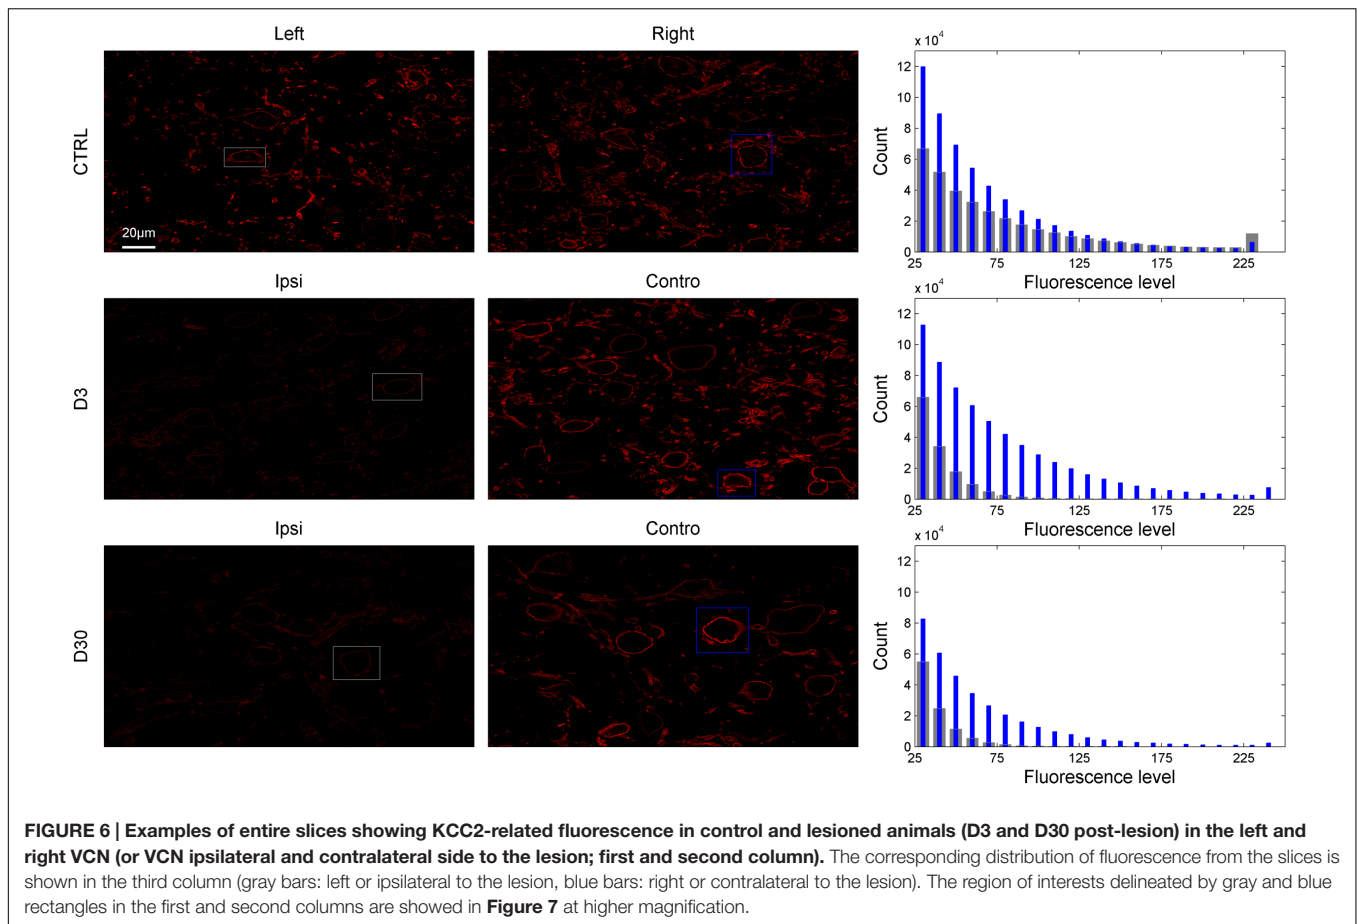 Left
Right
CTRL
20µm
x 10⁴
12
10
8
6
4
2
0
Count
25
75
125
175
225
Fluorescence level
Ipsi
Contro
D3
x 10⁴
12
10
8
6
4
2
0
Count
25
75
125
175
225
Fluorescence level
Ipsi
Contro
D30
x 10⁴
12
10
8
6
4
2
0
Count
25
75
125
175
225
Fluorescence level
FIGURE 6 | Examples of entire slices showing KCC2-related fluorescence in control and lesioned animals (D3 and D30 post-lesion) in the left and
right VCN (or VCN ipsilateral and contralateral side to the lesion; first and second column). The corresponding distribution of fluorescence from the slices is
shown in the third column (gray bars: left or ipsilateral to the lesion, blue bars: right or contralateral to the lesion). The region of interests delineated by gray and blue
rectangles in the first and second columns are showed in Figure 7 at higher magnification.